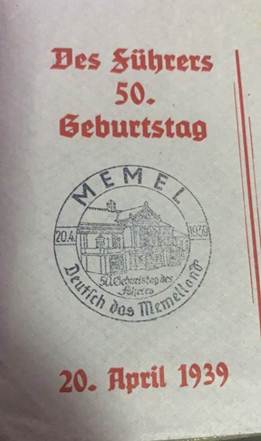 Des Führers
50.
Geburtstag
MEMEL
20.4.
1939
50. Geburtstag des
Führers
Deutsch das Memelland
20. April 1939